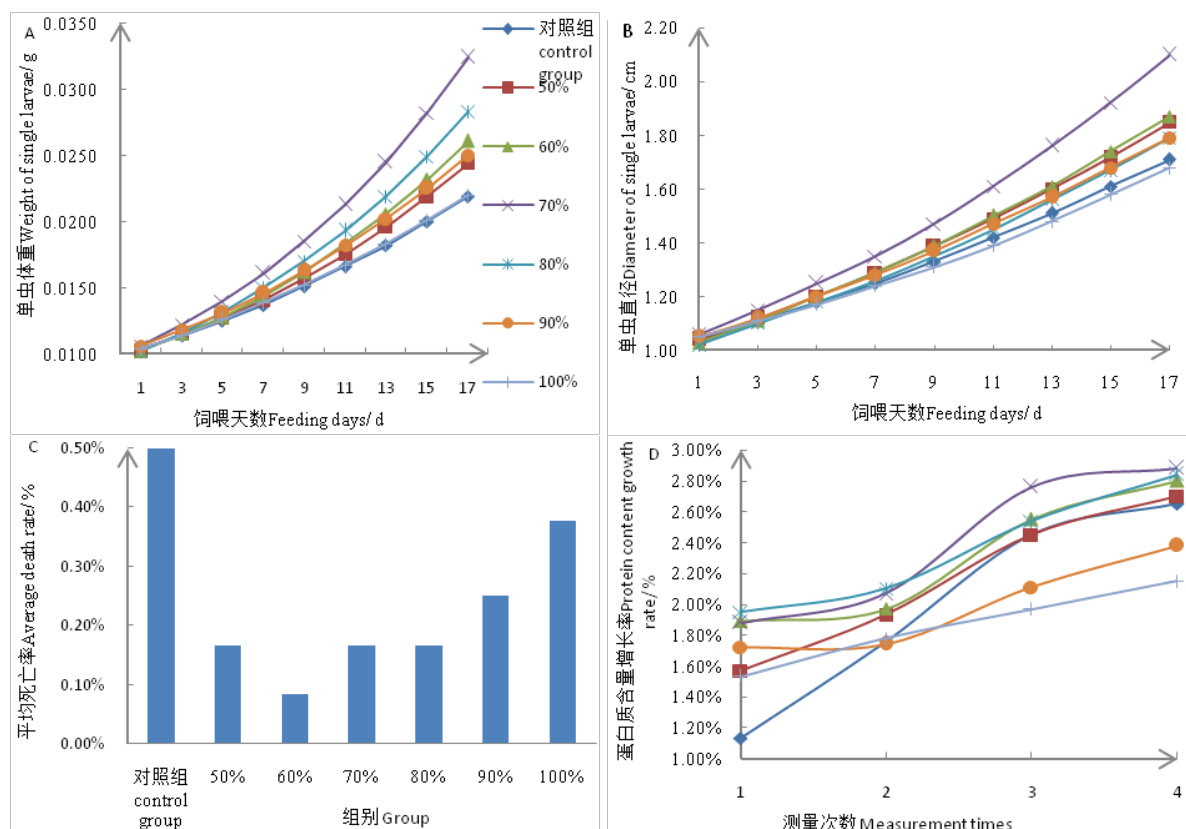 A
0.0350
0.0300
0.0250
0.0200
0.0150
0.0100
单虫体重Weight of single larvae/ g
1 3 5 7 9 11 13 15 17
饲喂天数Feeding days/ d
对照组
control
group
50%
60%
70%
80%
90%
100%
B
2.20
2.00
1.80
1.60
1.40
1.20
1.00
单虫直径Diameter of single larvae/ cm
1 3 5 7 9 11 13 15 17
饲喂天数Feeding days/ d
C
0.50%
0.40%
0.30%
0.20%
0.10%
0.00%
平均死亡率Average death rate/ %
对照组 50% 60% 70% 80% 90% 100%
control
group
组别 Group
D
3.00%
2.80%
2.60%
2.40%
2.20%
2.00%
1.80%
1.60%
1.40%
1.20%
1.00%
蛋白质含量增长率Protein content growth
rate/ %
1 2 3 4
测量次数 Measurement times